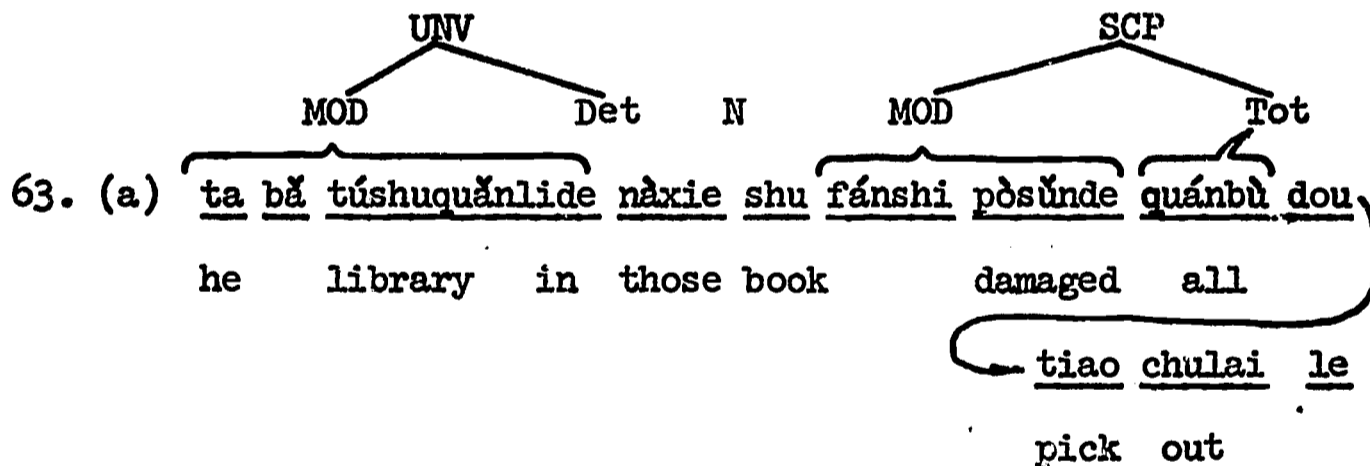 UNV SCP
MOD Det N MOD Tot
63. (a) ta bǎ túshuquǎnlide nàxie shu fánshi pòsǔnde quánbù dou
he library in those book damaged all
tiao chulai le
pick out